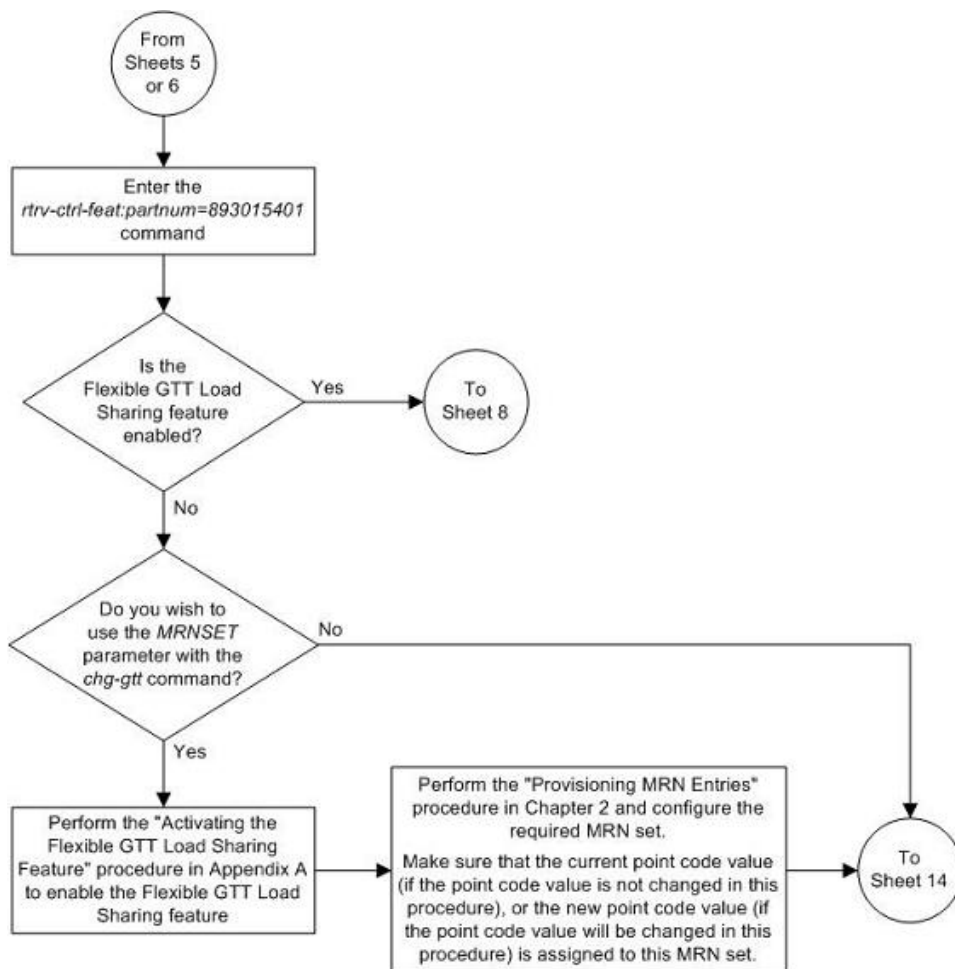 From
Sheets 5
or 6
Enter the
rtrv-ctrl-feat:partnum=893015401
command
Is the
Flexible GTT Load
Sharing feature
enabled?
Yes
To
Sheet 8
No
Do you wish to
use the MRNSET
parameter with the
chg-gtt command?
No
Yes
Perform the "Activating the
Flexible GTT Load Sharing
Feature" procedure in Appendix A
to enable the Flexible GTT Load
Sharing feature
Perform the "Provisioning MRN Entries"
procedure in Chapter 2 and configure the
required MRN set.
Make sure that the current point code value
(if the point code value is not changed in this
procedure), or the new point code value (if
the point code value will be changed in this
procedure) is assigned to this MRN set.
To
Sheet 14